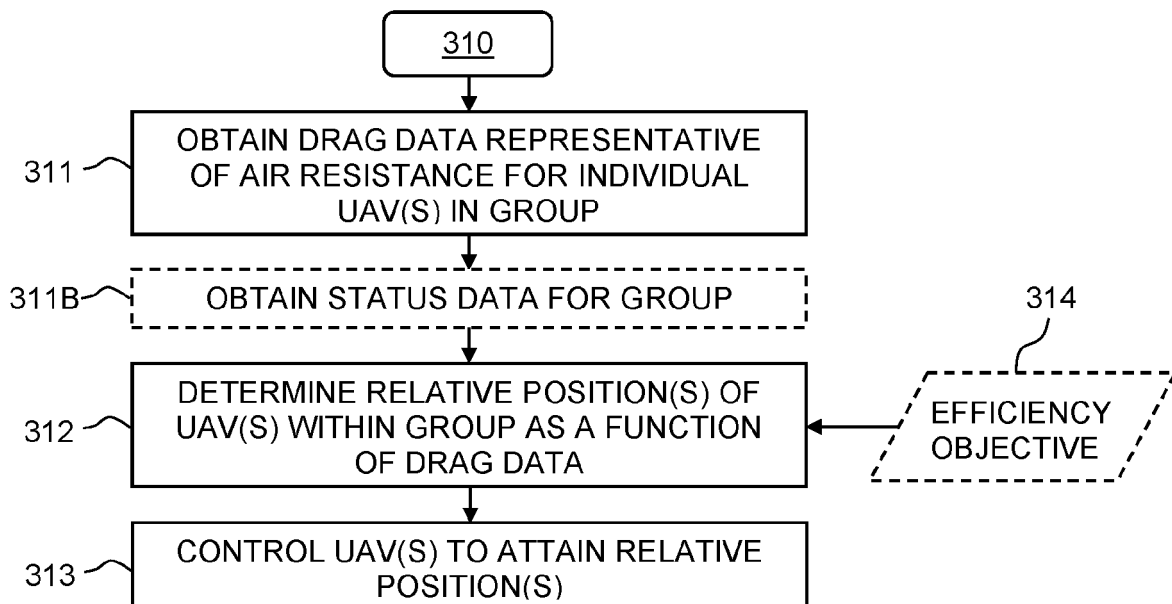 310
311
OBTAIN DRAG DATA REPRESENTATIVE
OF AIR RESISTANCE FOR INDIVIDUAL
UAV(S) IN GROUP
311B
OBTAIN STATUS DATA FOR GROUP
314
312
DETERMINE RELATIVE POSITION(S) OF
UAV(S) WITHIN GROUP AS A FUNCTION
OF DRAG DATA
EFFICIENCY
OBJECTIVE
313
CONTROL UAV(S) TO ATTAIN RELATIVE
POSITION(S)